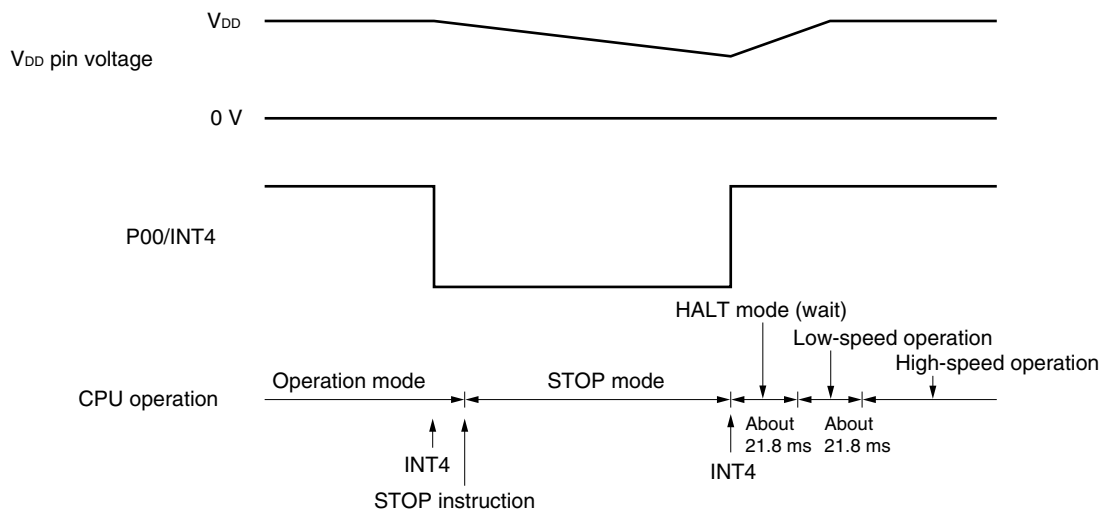 VDD
VDD pin voltage
0 V
P00/INT4
HALT mode (wait)
Low-speed operation
High-speed operation
Operation mode
STOP mode
CPU operation
About
21.8 ms
About
21.8 ms
INT4
INT4
STOP instruction